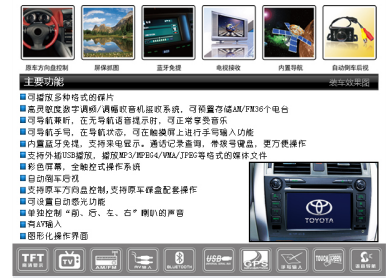 原车方向盘控制 屏保抓图 蓝牙免提 电视接收 内置导航 自动倒车后视
主要功能 装车效果图
可播放多种格式的碟片
高灵敏度数字调频/调幅收音机接收系统，可预置存储AM/FM36个电台
可导航兼听，在无导航语音提示时，可正常享受音乐
可导航手写，在导航状态，可在触摸屏上进行手写输入功能
内置蓝牙免提，支持来电显示。通话记录查询，带拨号键盘，更方便操作
支持外插USB播放，播放MP3/MPEG4/WMA/JPEG等格式的媒体文件
彩色屏幕，全触控式操作系统
自动倒车后视
支持原车方向盘控制，支持原车碟盒配套操作
可设置自动感光功能
单独控制“前、后、左、右”喇叭的声音
有AV输入
图形化操作界面
TOYOTA
TFT TV AM/FM AV输入 BLUETOOTH USB GPS 手写输入 TOUCH SCREEN